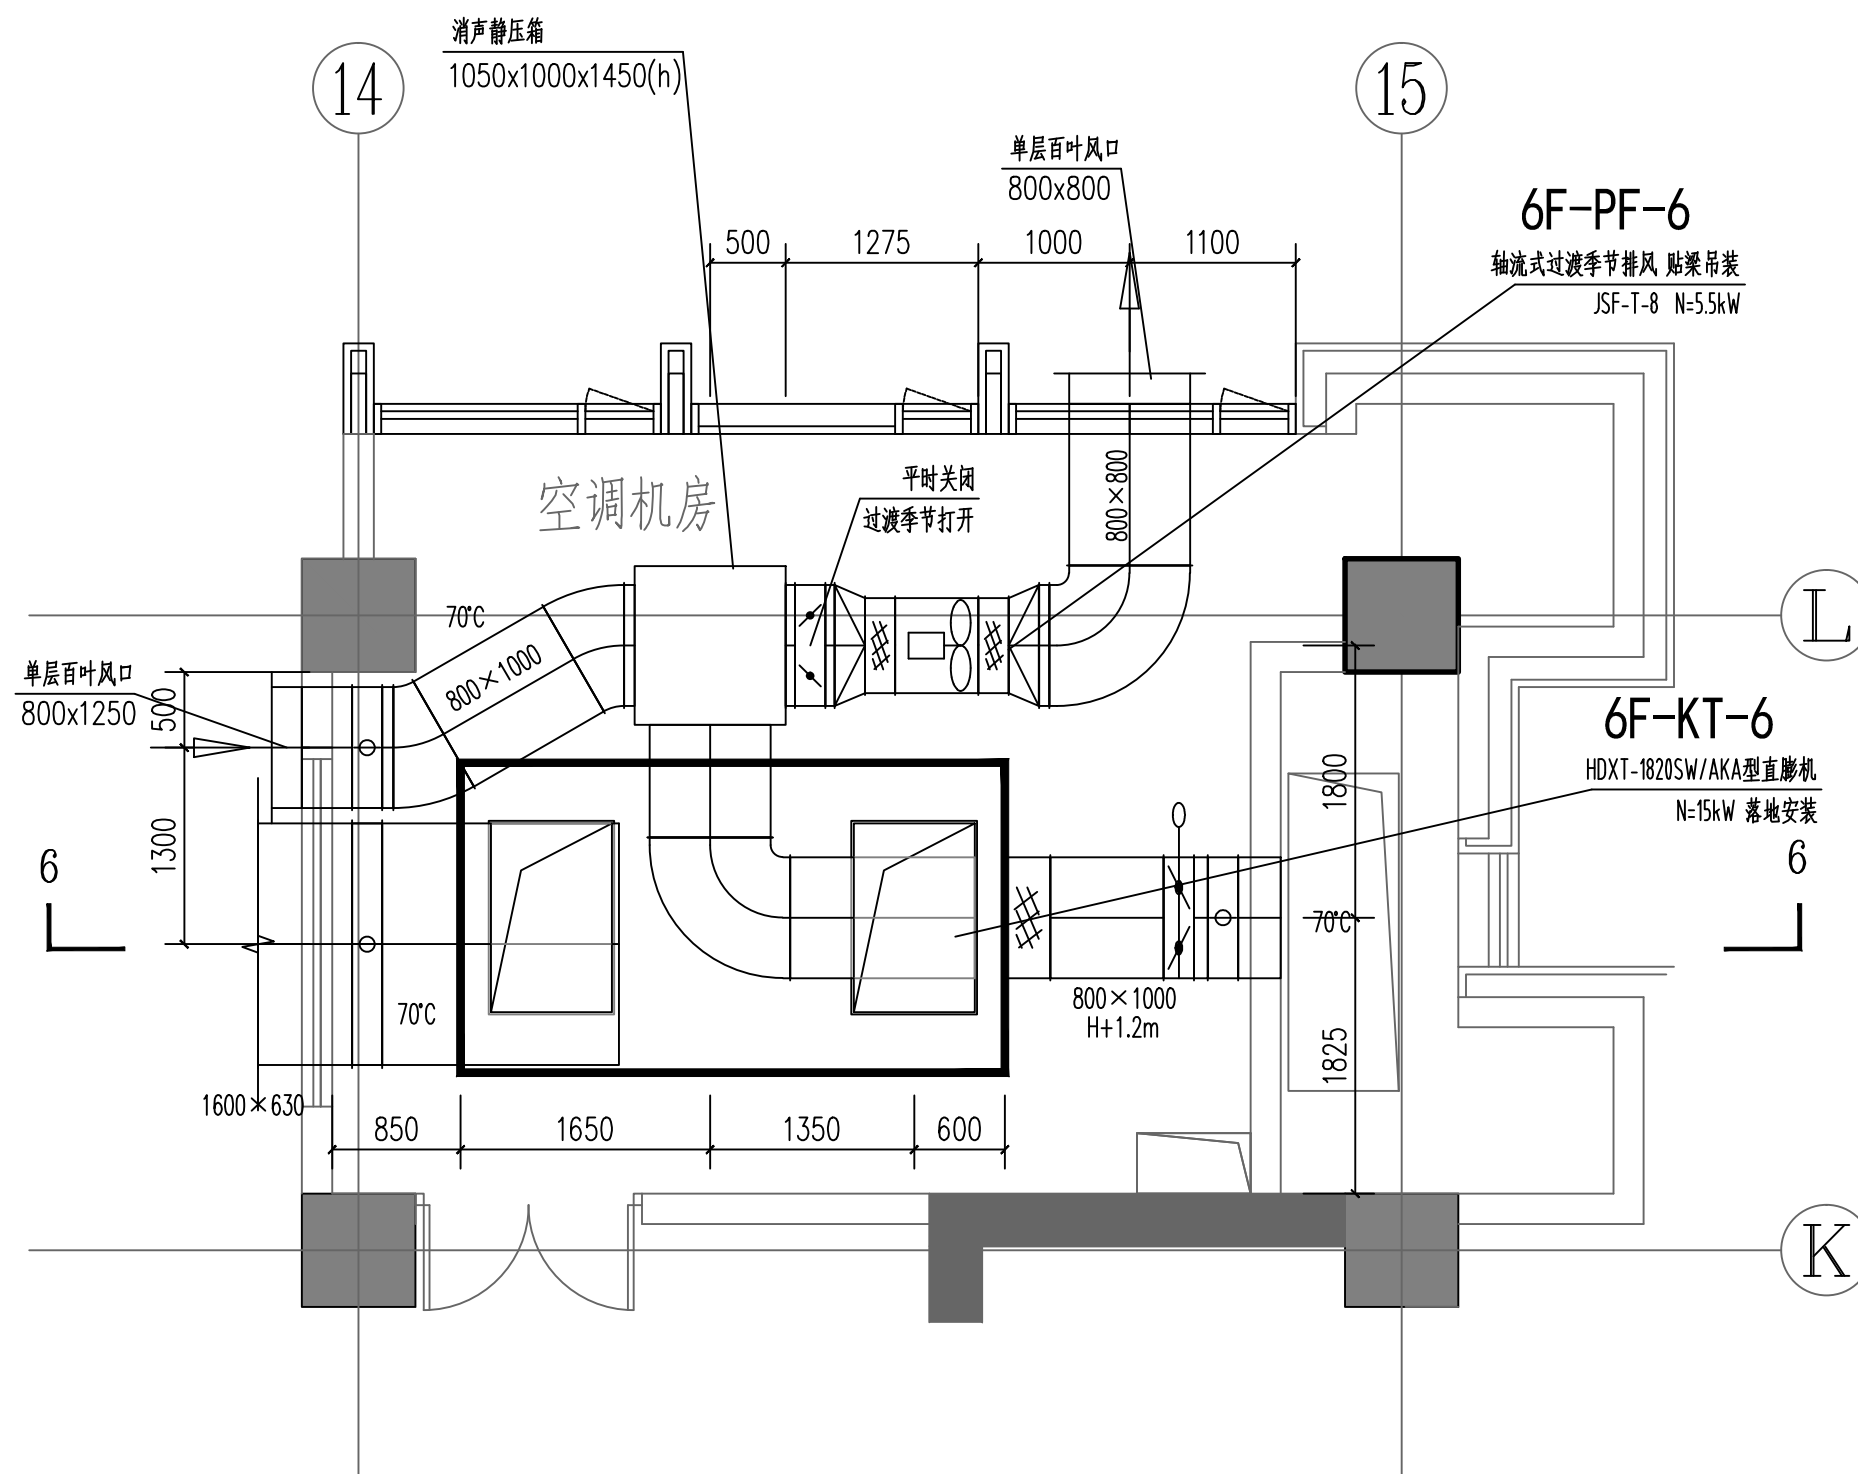 消声静压箱
1050x1000x1450(h)
14
15
单层百叶风口
800x800
6F-PF-6
轴流式过渡季节排风 贴梁吊装
JSF-T-8 N=5.5kW
500
1275
1000
1100
空调机房
平时关闭
过渡季节打开
800×800
70℃
800×1000
L
单层百叶风口
800x1250
500
1300
6F-KT-6
HDXT-1820SW/AKA型直膨机
N=15kW 落地安装
1800
6
6
70℃
70℃
800×1000
H+1.2m
1825
1600×630
850
1650
1350
600
K